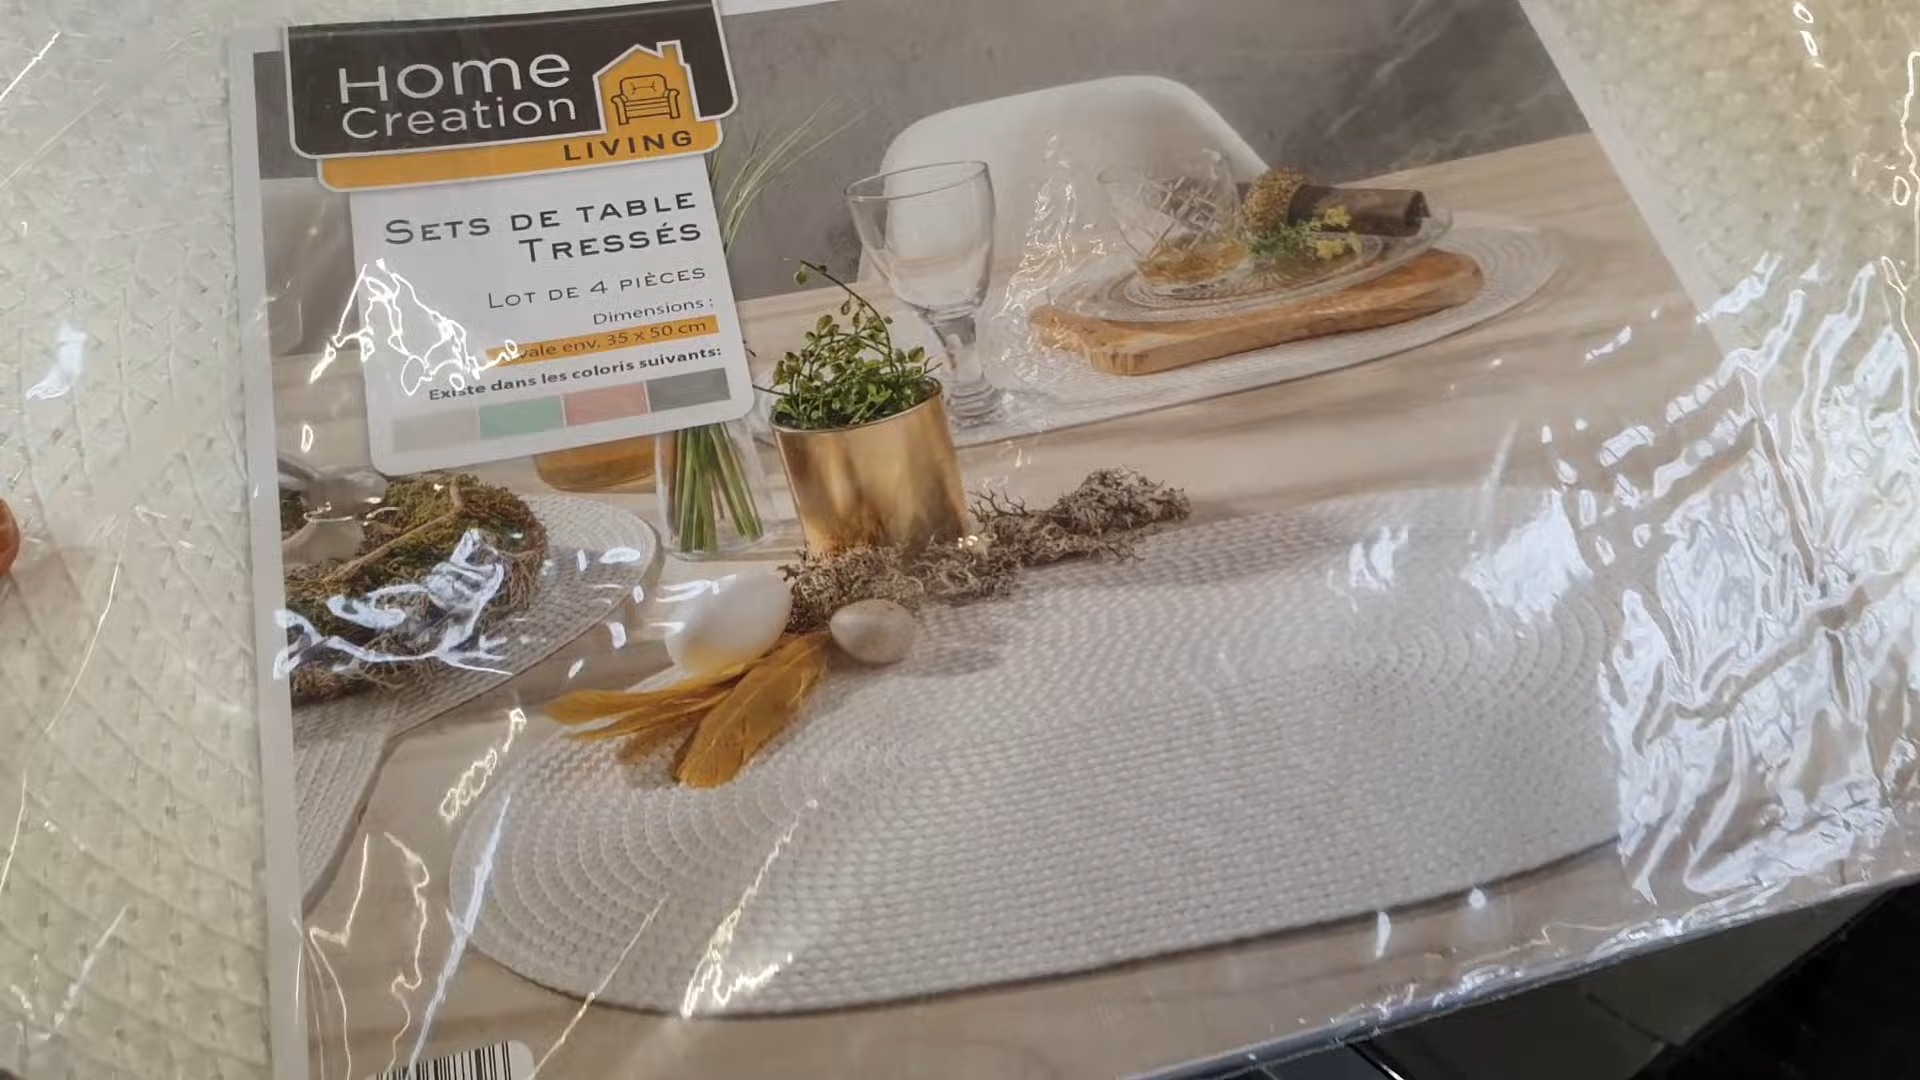 Home
Creation
LIVING
SETS DE TABLE
TRESSÉS
LOT DE 4 PIÈCES
Dimensions :
env. 35 x 50 cm
Existe dans les coloris suivants: